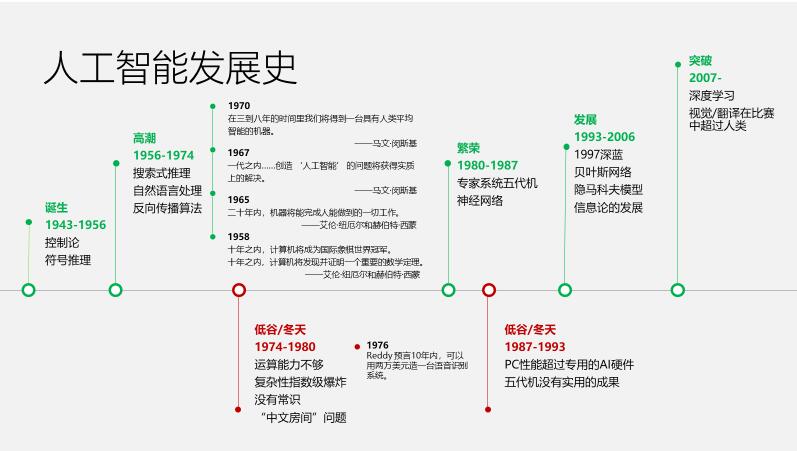 人工智能发展史
诞生
1943-1956
控制论
符号推理
高潮
1956-1974
搜索式推理
自然语言处理
反向传播算法
1970
在三到八年的时间里我们将得到一台具有人类平均
智能的机器。
——马文·闵斯基
1967
一代之内……创造 ‘人工智能’ 的问题将获得实质
上的解决。
——马文·闵斯基
1965
二十年内，机器将能完成人能做到的一切工作。
——艾伦·纽厄尔和赫伯特·西蒙
1958
十年之内，计算机将成为国际象棋世界冠军。
十年之内，计算机将发现并证明一个重要的数学定理。
——艾伦·纽厄尔和赫伯特·西蒙
低谷/冬天
1974-1980
运算能力不够
复杂性指数级爆炸
没有常识
“中文房间”问题
1976
Reddy 预言10年内，可以
用两万美元造一台语音识别
系统。
繁荣
1980-1987
专家系统五代机
神经网络
低谷/冬天
1987-1993
PC性能超过专用的AI硬件
五代机没有实用的成果
发展
1993-2006
1997深蓝
贝叶斯网络
隐马科夫模型
信息论的发展
突破
2007-
深度学习
视觉/翻译在比赛
中超过人类